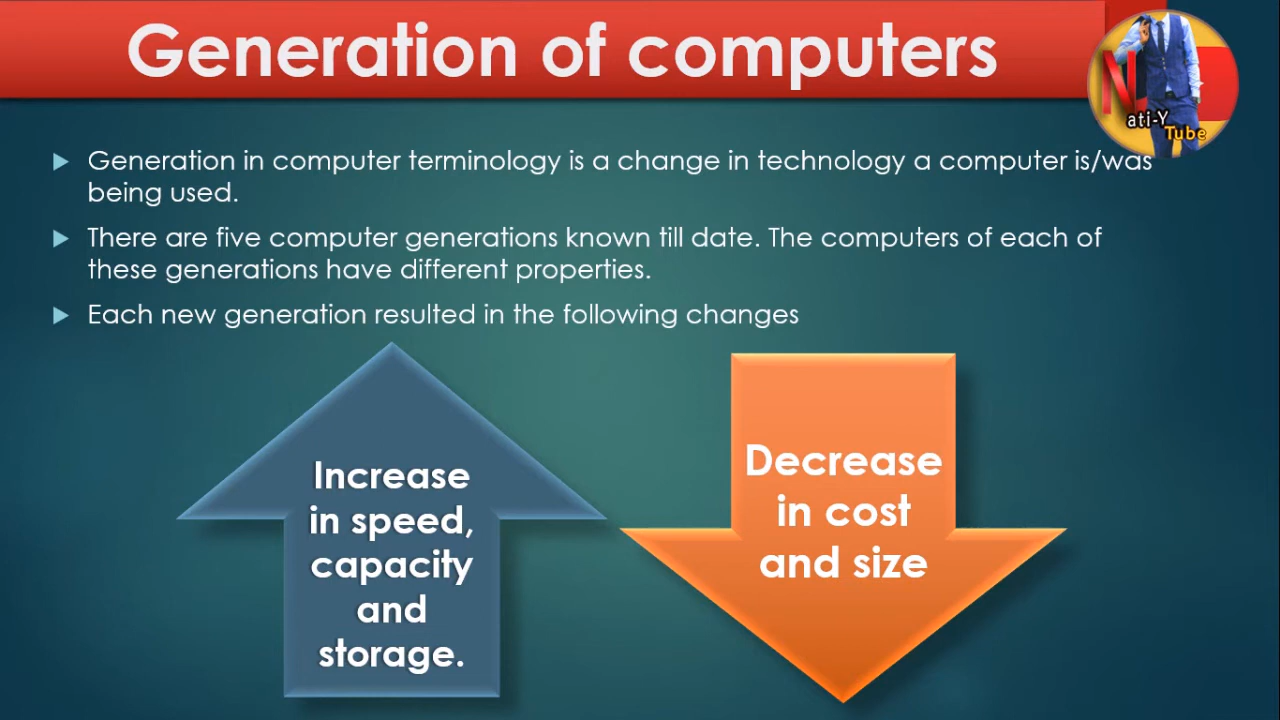 Generation of computers
N
ati-Y
Tube
Generation in computer terminology is a change in technology a computer is/was
being used.
There are five computer generations known till date. The computers of each of
these generations have different properties.
Each new generation resulted in the following changes
Increase
in speed,
capacity
and
storage.
Decrease
in cost
and size